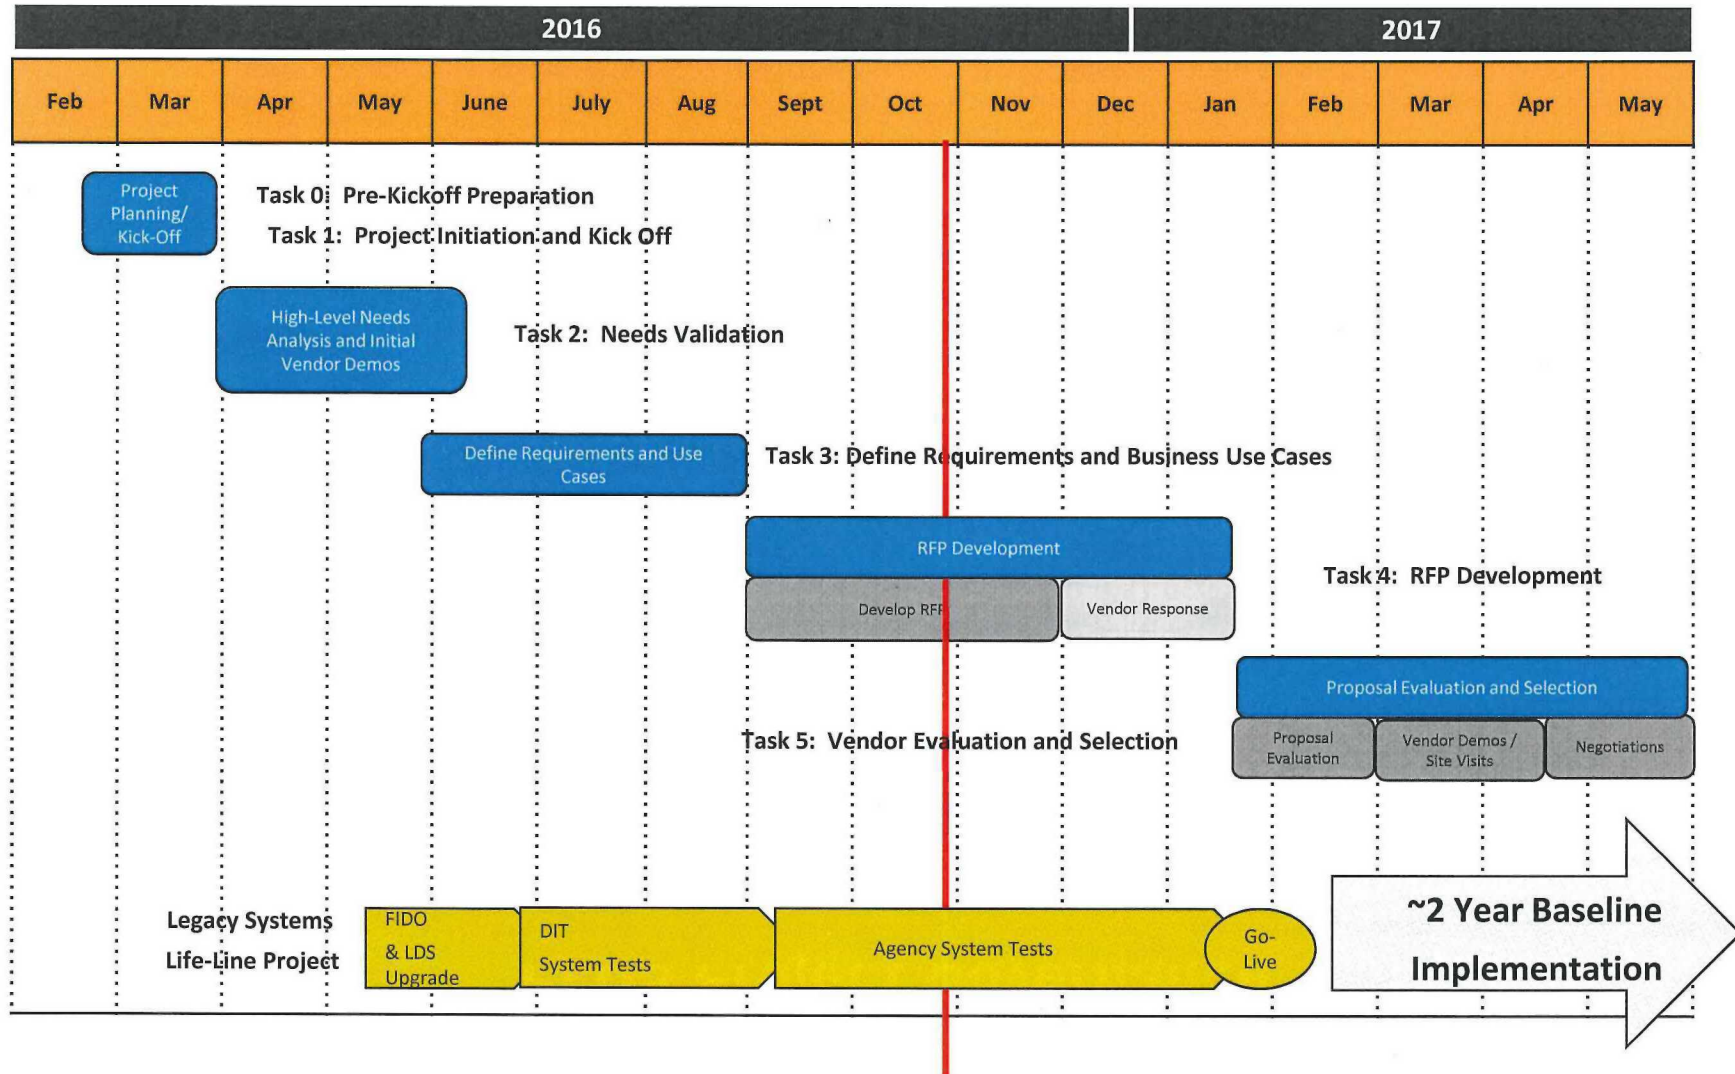 2016
2017
Feb Mar Apr May June July Aug Sept Oct Nov Dec Jan Feb Mar Apr May
Project
Planning/
Kick-Off
Task 0: Pre-Kickoff Preparation
Task 1: Project Initiation and Kick Off
High-Level Needs
Analysis and Initial
Vendor Demos
Task 2: Needs Validation
Define Requirements and Use
Cases
Task 3: Define Requirements and Business Use Cases
RFP Development
Develop RFP
Vendor Response
Task 4: RFP Development
Proposal Evaluation and Selection
Task 5: Vendor Evaluation and Selection
Proposal
Evaluation
Vendor Demos /
Site Visits
Negotiations
Legacy Systems
Life-Line Project
FIDO
& LDS
Upgrade
DIT
System Tests
Agency System Tests
Go-
Live
~2 Year Baseline
Implementation